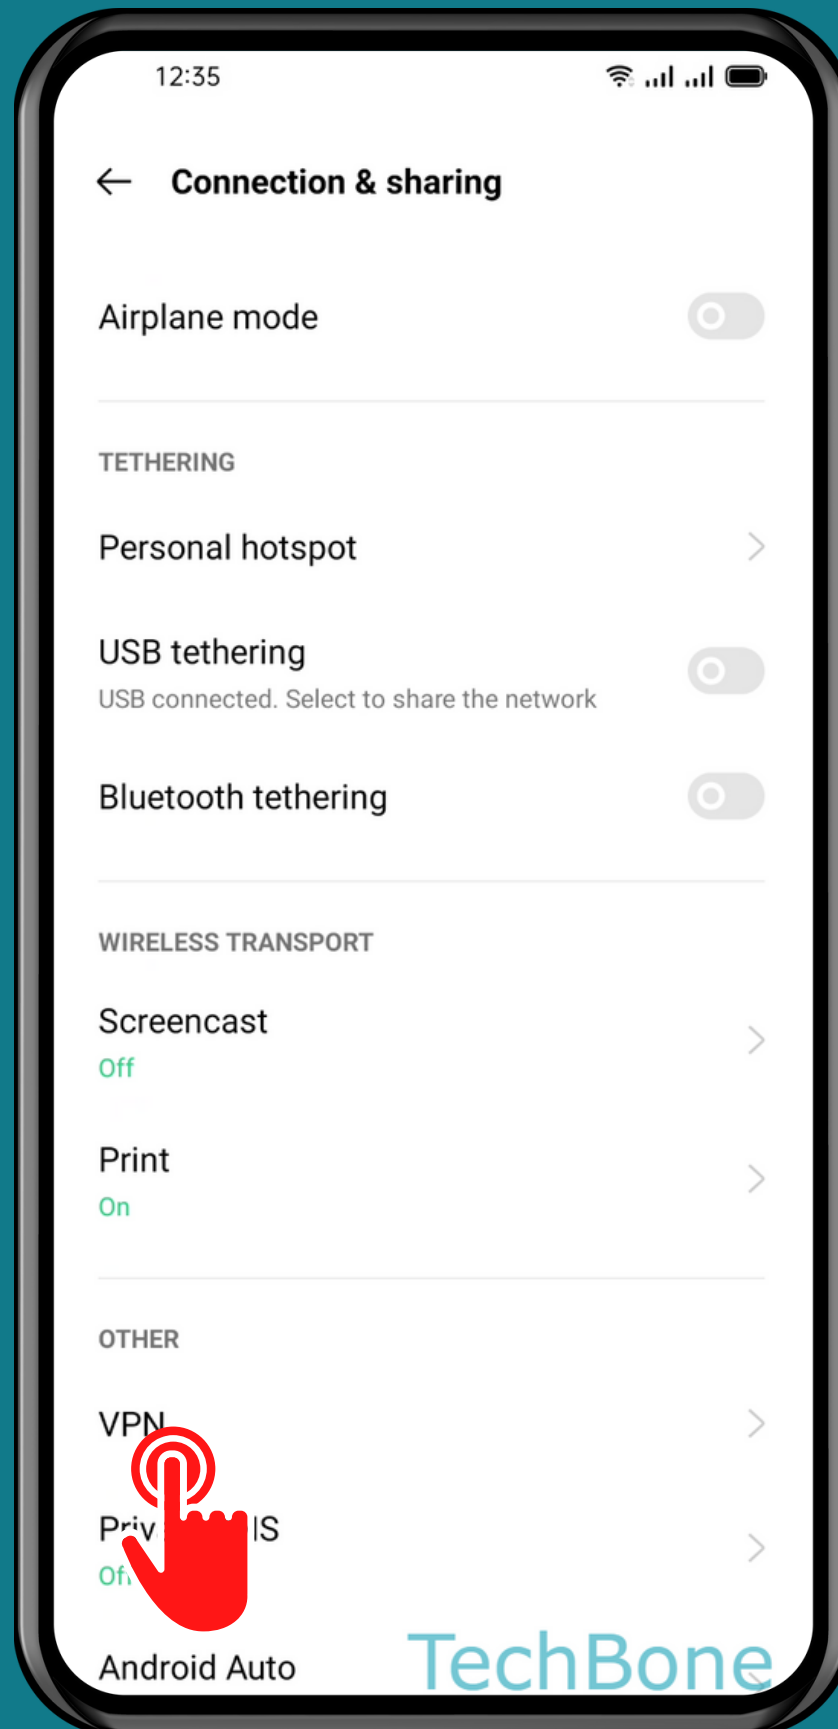 12:35
Connection & sharing
Airplane mode
TETHERING
Personal hotspot
USB tethering
USB connected. Select to share the network
Bluetooth tethering
WIRELESS TRANSPORT
Screencast
Off
Print
On
OTHER
VPN
Android Auto
TechBone